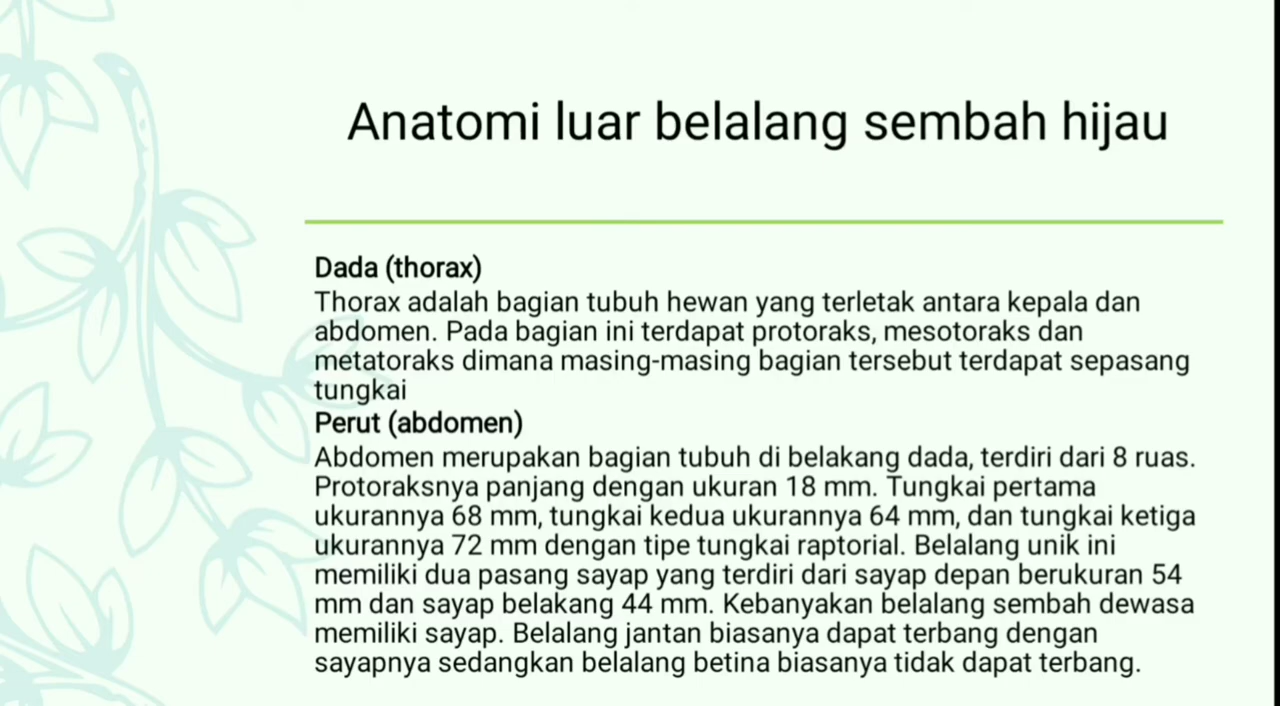 Anatomi luar belalang sembah hijau
Dada (thorax)
Thorax adalah bagian tubuh hewan yang terletak antara kepala dan
abdomen. Pada bagian ini terdapat protoraks, mesotoraks dan
metatoraks dimana masing-masing bagian tersebut terdapat sepasang
tungkai
Perut (abdomen)
Abdomen merupakan bagian tubuh di belakang dada, terdiri dari 8 ruas.
Protoraksnya panjang dengan ukuran 18 mm. Tungkai pertama
ukurannya 68 mm, tungkai kedua ukurannya 64 mm, dan tungkai ketiga
ukurannya 72 mm dengan tipe tungkai raptorial. Belalang unik ini
memiliki dua pasang sayap yang terdiri dari sayap depan berukuran 54
mm dan sayap belakang 44 mm. Kebanyakan belalang sembah dewasa
memiliki sayap. Belalang jantan biasanya dapat terbang dengan
sayapnya sedangkan belalang betina biasanya tidak dapat terbang.